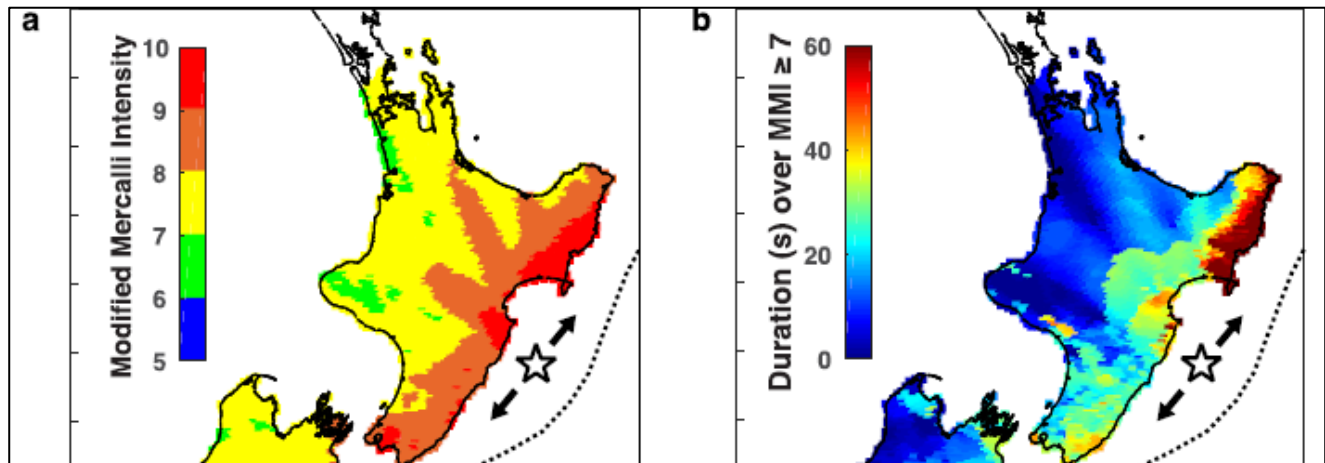 a
Modified Mercalli Intensity
10
9
8
7
6
5
b
Duration (s) over MMI ≥ 7
60
40
20
0